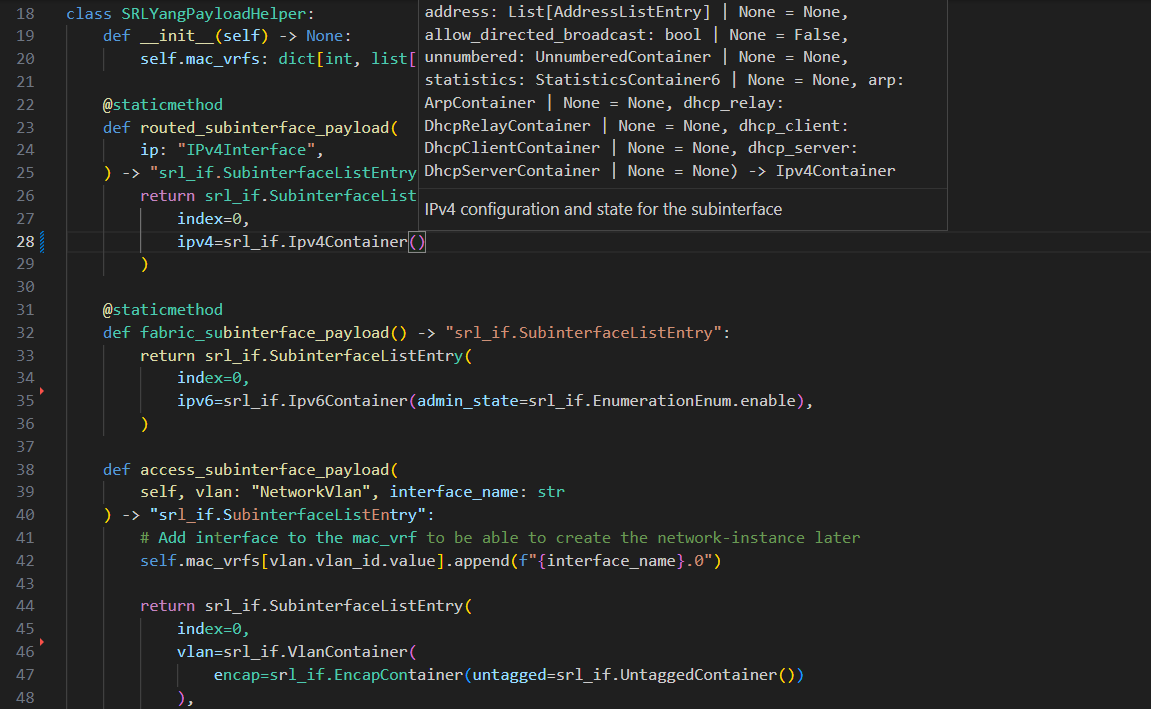 18 class SRLYangPayloadHelper:
19     def __init__(self) -> None:
20         self.mac_vrfs: dict[int, list[
21
22     @staticmethod
23     def routed_subinterface_payload(
24         ip: "IPv4Interface",
25     ) -> "srl_if.SubinterfaceListEntry
26         return srl_if.SubinterfaceList
27             index=0,
28             ipv4=srl_if.Ipv4Container()
29         )
30
31     @staticmethod
32     def fabric_subinterface_payload() -> "srl_if.SubinterfaceListEntry":
33         return srl_if.SubinterfaceListEntry(
34             index=0,
35             ipv6=srl_if.Ipv6Container(admin_state=srl_if.EnumerationEnum.enable),
36         )
37
38     def access_subinterface_payload(
39         self, vlan: "NetworkVlan", interface_name: str
40     ) -> "srl_if.SubinterfaceListEntry":
41         # Add interface to the mac_vrf to be able to create the network-instance later
42         self.mac_vrfs[vlan.vlan_id.value].append(f"{interface_name}.0")
43
44         return srl_if.SubinterfaceListEntry(
45             index=0,
46             vlan=srl_if.VlanContainer(
47                 encap=srl_if.EncapContainer(untagged=srl_if.UntaggedContainer())
48             ),
address: List[AddressListEntry] | None = None,
allow_directed_broadcast: bool | None = False,
unnumbered: UnnumberedContainer | None = None,
statistics: StatisticsContainer6 | None = None, arp:
ArpContainer | None = None, dhcp_relay:
DhcpRelayContainer | None = None, dhcp_client:
DhcpClientContainer | None = None, dhcp_server:
DhcpServerContainer | None = None) -> Ipv4Container
IPv4 configuration and state for the subinterface